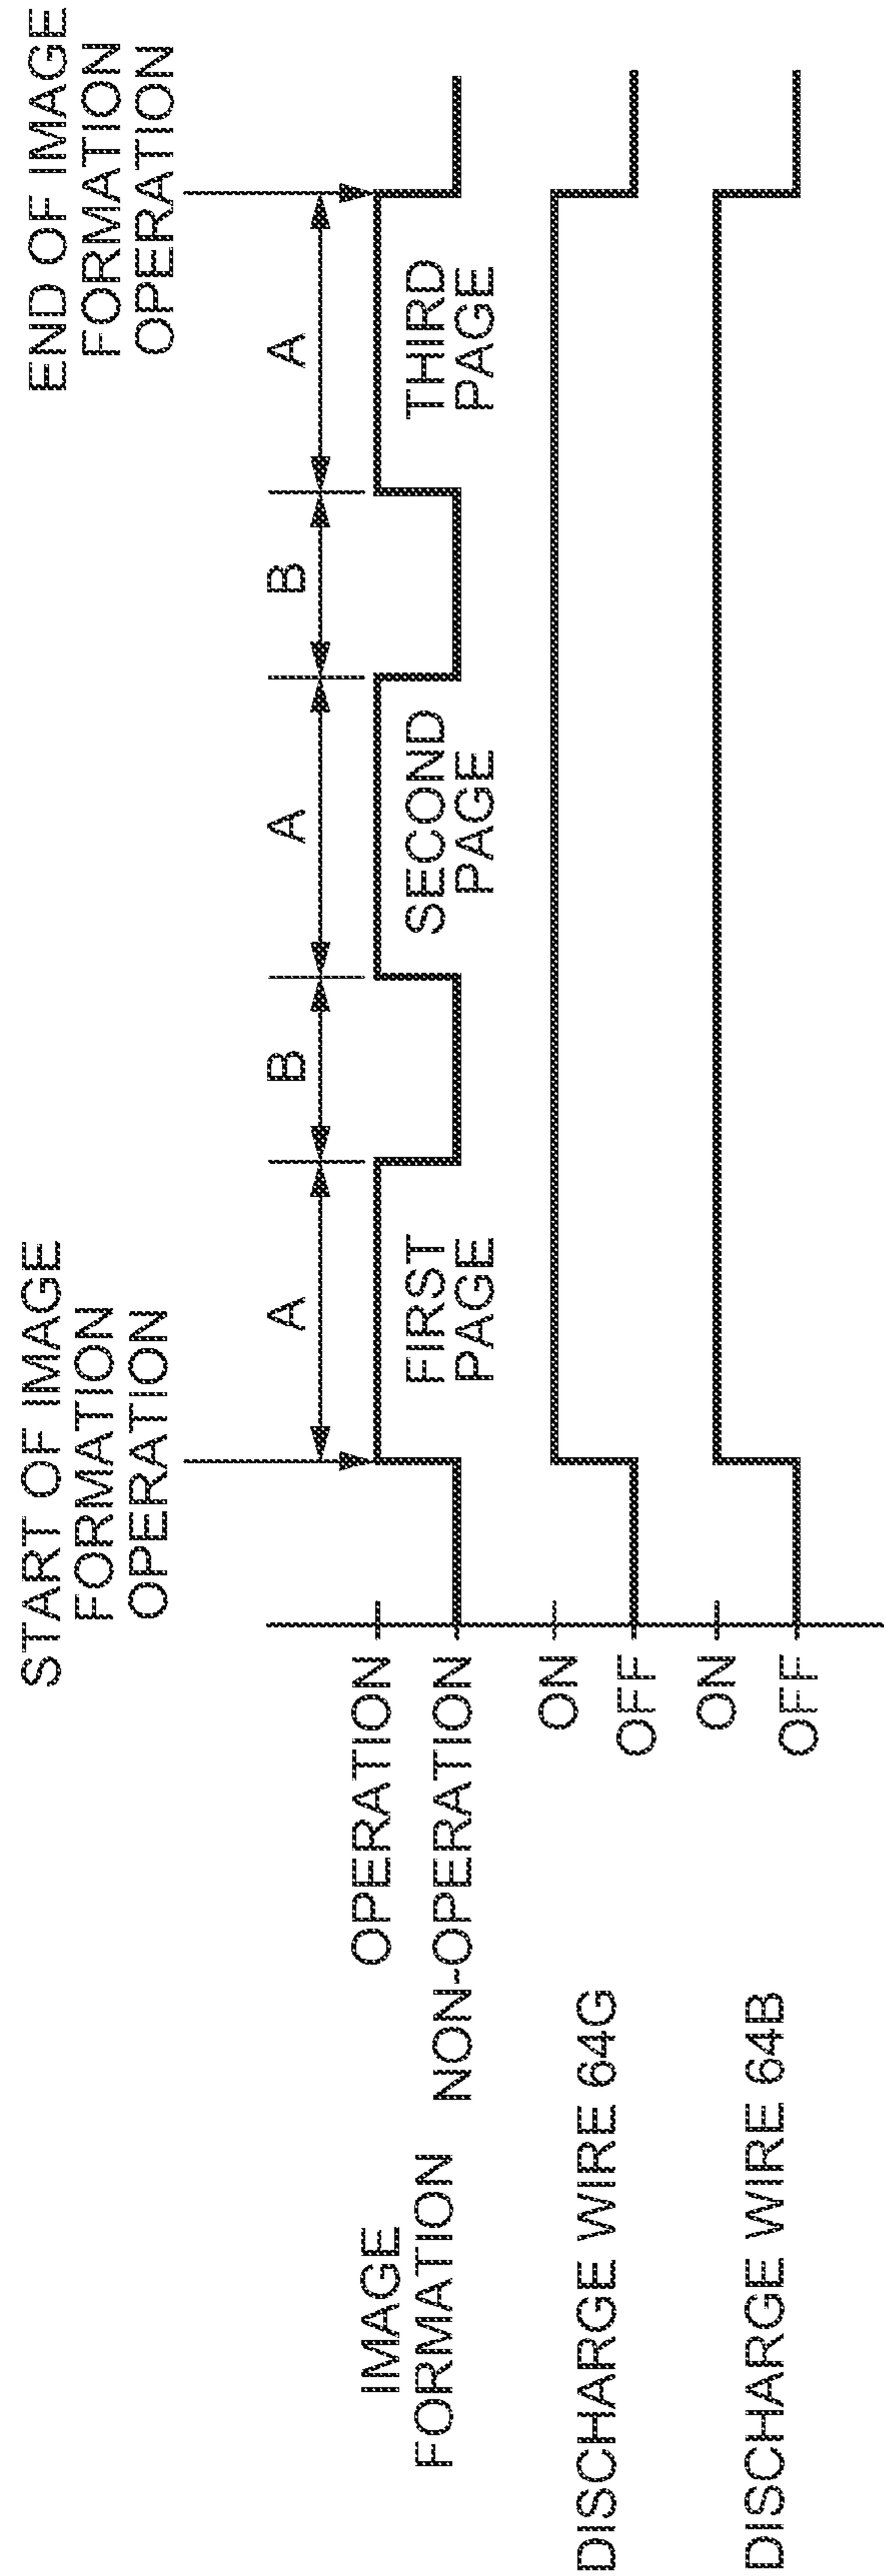 START OF IMAGE
FORMATION
OPERATION
END OF IMAGE
FORMATION
OPERATION
A
B
A
B
A
IMAGE
FORMATION
OPERATION
NON-OPERATION
FIRST
PAGE
SECOND
PAGE
THIRD
PAGE
DISCHARGE WIRE 64G
ON
OFF
DISCHARGE WIRE 64B
ON
OFF